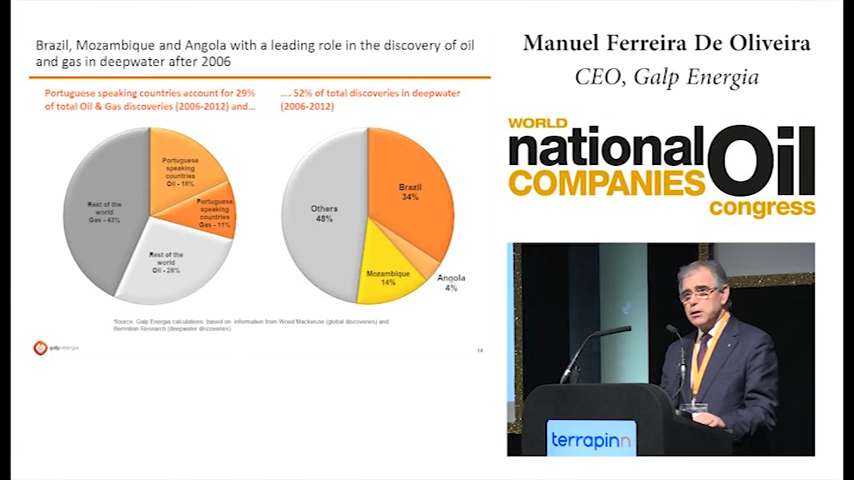 Brazil, Mozambique and Angola with a leading role in the discovery of oil
and gas in deepwater after 2006
Portuguese speaking countries account for 29%
of total Oil & Gas discoveries (2006-2012) and...
.... 52% of total discoveries in deepwater
(2006-2012)
Portuguese
speaking
countries
Oil - 18%
Portuguese
speaking
countries
Gas - 11%
Rest of the
world
Gas - 43%
Rest of the
world
Oil - 28%
Brazil
34%
Others
48%
Mozambique
14%
Angola
4%
Source: Galp Energia calculations, based on information from Wood Mackenzie (global discoveries) and
Bernstein Research (deepwater discoveries).
galp energia
14
Manuel Ferreira De Oliveira
CEO, Galp Energia
WORLD
national Oil
COMPANIES
congress
terrapinn